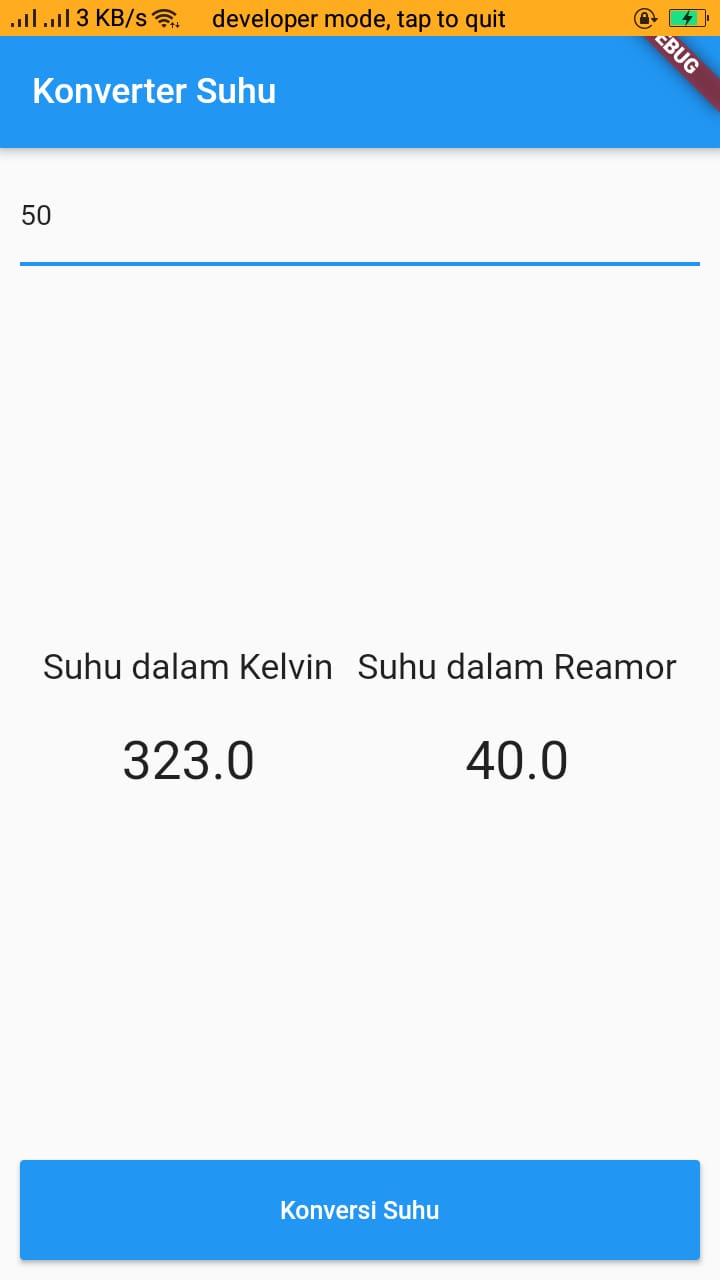 3 KB/s developer mode, tap to quit
EBUG
Konverter Suhu
50
Suhu dalam Kelvin Suhu dalam Reamor
323.0 40.0
Konversi Suhu